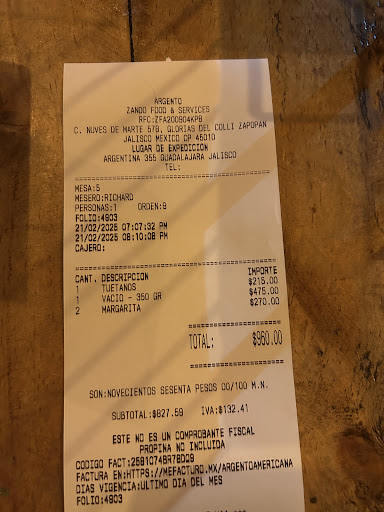 ARGENTO
ZANDO FOOD & SERVICES
RFC:ZFA200904KP8
C. NUVES DE MARTE 578, GLORIAS DEL COLLI ZAPOPAN
JALISCO MEXICO CP 45010
LUGAR DE EXPEDICION
ARGENTINA 355 GUADALAJARA JALISCO
TEL:
MESA:5
MESERO:RICHARD
PERSONAS:1 ORDEN:9
FOLIO:4903
21/02/2025 07:07:32 PM
21/02/2025 08:10:08 PM
CAJERO:
CANT. DESCRIPCION IMPORTE
1 TUETANOS $215.00
1 VACIO - 350 GR $475.00
2 MARGARITA $270.00
TOTAL: $960.00
SON:NOVECIENTOS SESENTA PESOS 00/100 M.N.
SUBTOTAL:$827.59 IVA:$132.41
ESTE NO ES UN COMPROBANTE FISCAL
PROPINA NO INCLUIDA
CODIGO FACT:2581074BR78D09
FACTURA EN:HTTPS://MEFACTURO.MX/ARGENTOAMERICANA
DIAS VIGENCIA:ULTIMO DIA DEL MES
FOLIO:4903